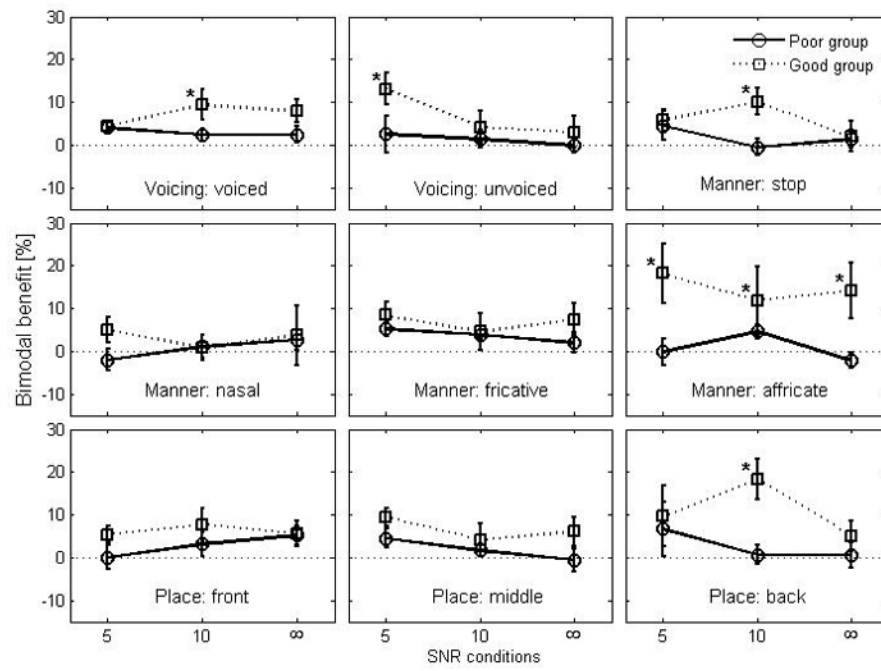 30
20
10
0
-10
*
Voicing: voiced
*
Voicing: unvoiced
Poor group
Good group
*
Manner: stop
Bimodal benefit [%]
30
20
10
0
-10
Manner: nasal
Manner: fricative
*
*
*
Manner: affricate
30
20
10
0
-10
Place: front
Place: middle
*
Place: back
5 10 ∞
5 10 ∞
5 10 ∞
SNR conditions